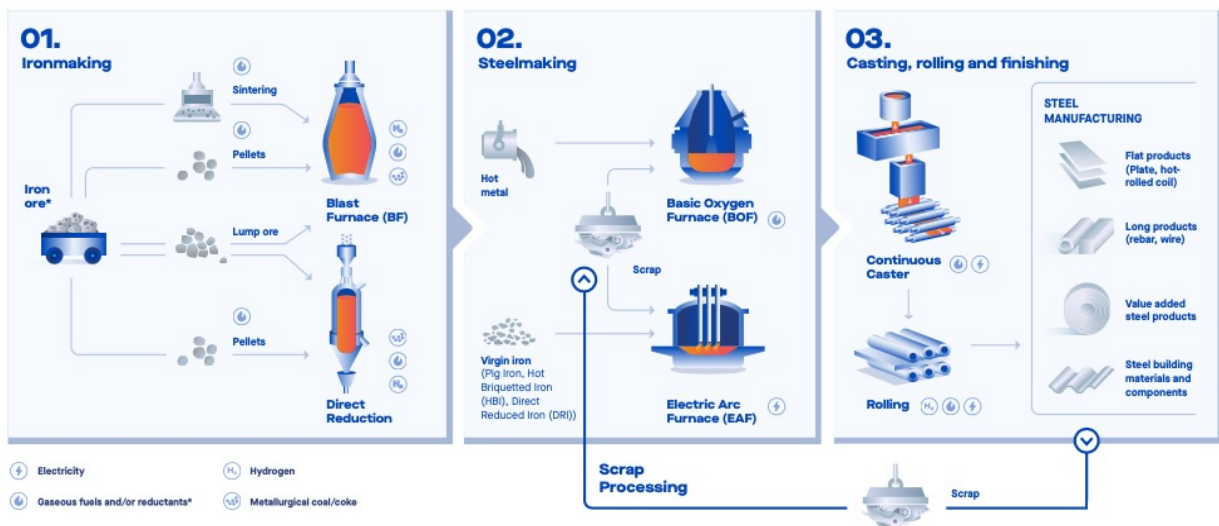 01.
Ironmaking
Sintering
Pellets
Iron
ore*
Blast
Furnace (BF)
Lump ore
Pellets
Direct
Reduction
H₂
H₂
02.
Steelmaking
Hot
metal
Basic Oxygen
Furnace (BOF)
Scrap
Virgin iron
(Pig Iron, Hot
Briquetted Iron
(HBI), Direct
Reduced Iron (DRI))
Electric Arc
Furnace (EAF)
03.
Casting, rolling and finishing
Continuous
Caster
Rolling
H₂
STEEL
MANUFACTURING
Flat products
(Plate, hot-
rolled coil)
Long products
(rebar, wire)
Value added
steel products
Steel building
materials and
components
Electricity
H₂ Hydrogen
Gaseous fuels and/or reductants^
Metallurgical coal/coke
Scrap
Processing
Scrap